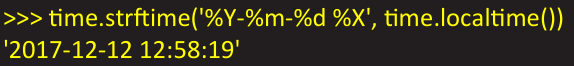 >>> time.strftime('%Y-%m-%d %X', time.localtime())
'2017-12-12 12:58:19'